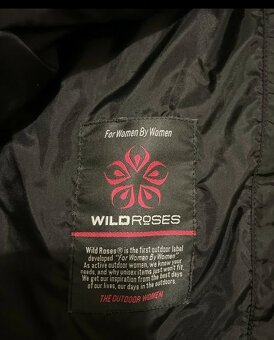 For Women By Women
WILDROSES
Wild Roses® is the first outdoor label
developed "For Women By Women"
As active outdoor women, we know your
needs, and why unisex items just won't fit.
We get our inspiration from the best days
of our lives, our days in the outdoors.
THE OUTDOOR WOMEN